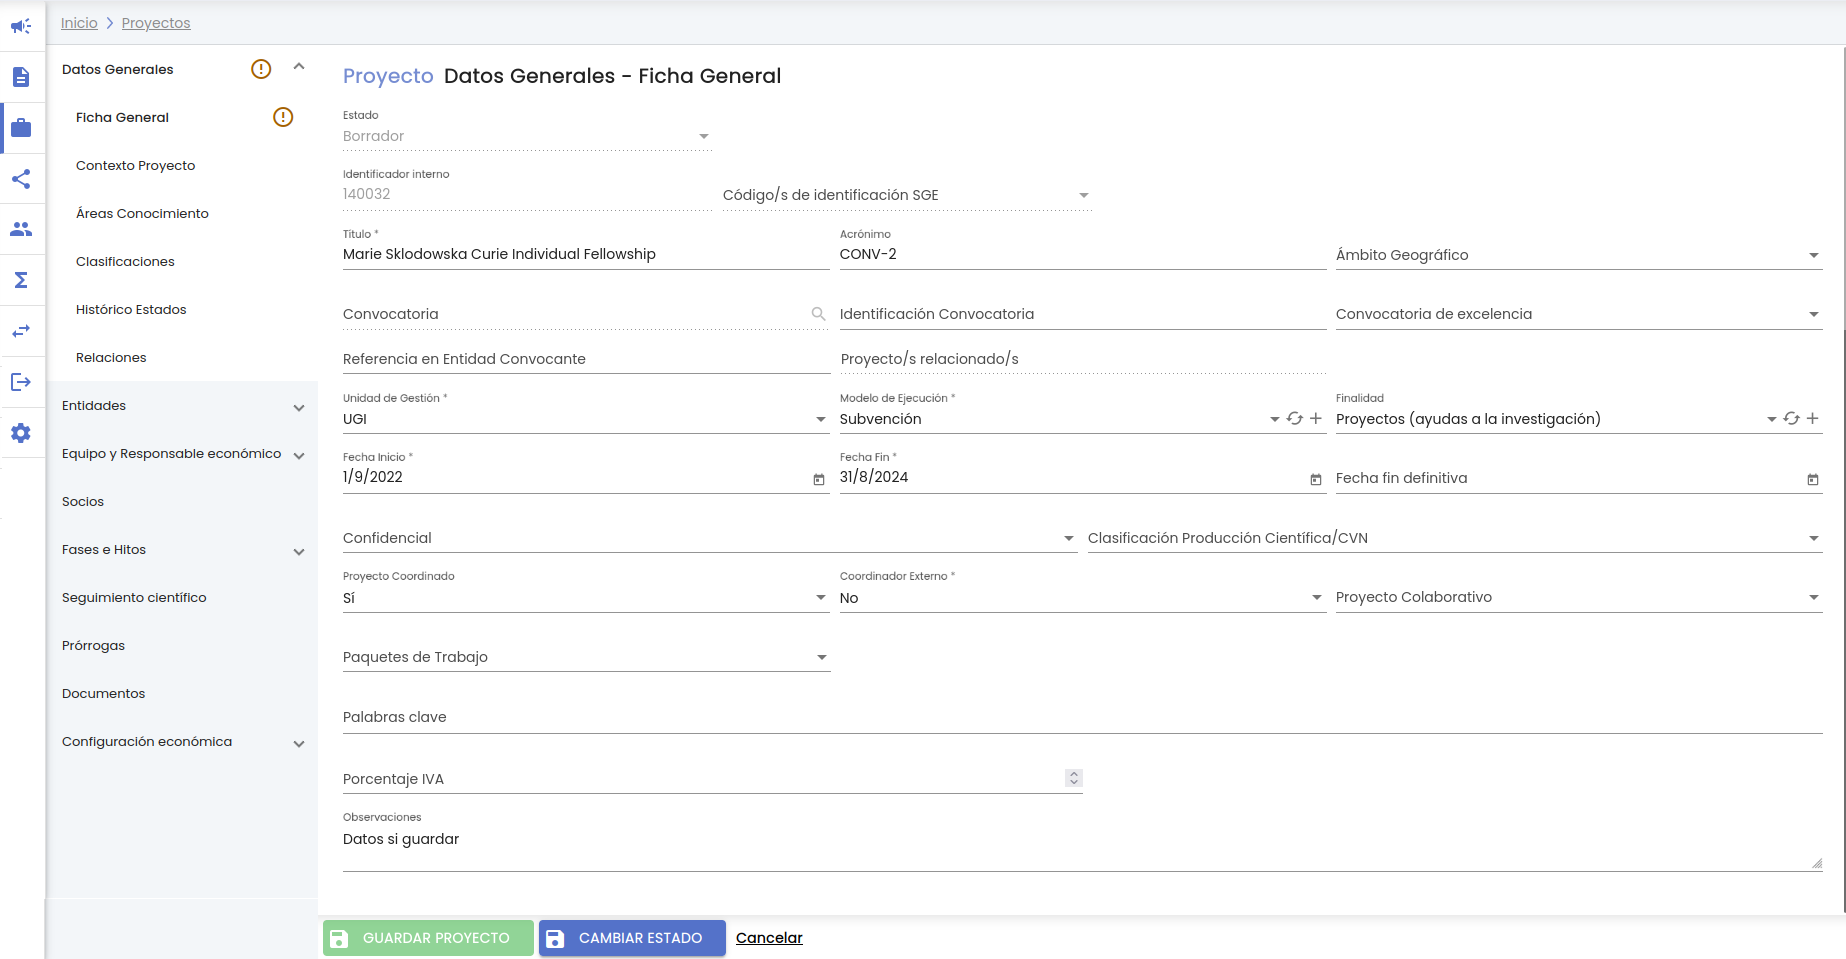 Inicio > Proyectos
Datos Generales
Ficha General
Contexto Proyecto
Áreas Conocimiento
Clasificaciones
Histórico Estados
Relaciones
Entidades
Equipo y Responsable económico
Socios
Fases e Hitos
Seguimiento científico
Prórrogas
Documentos
Configuración económica
Proyecto Datos Generales - Ficha General
Estado
Borrador
Identificador interno
140032
Código/s de identificación SGE
Título *
Marie Sklodowska Curie Individual Fellowship
Acrónimo
CONV-2
Ámbito Geográfico
Convocatoria
Identificación Convocatoria
Convocatoria de excelencia
Referencia en Entidad Convocante
Proyecto/s relacionado/s
Unidad de Gestión *
UGI
Modelo de Ejecución *
Subvención
Finalidad
Proyectos (ayudas a la investigación)
Fecha Inicio *
1/9/2022
Fecha Fin *
31/8/2024
Fecha fin definitiva
Confidencial
Clasificación Producción Científica/CVN
Proyecto Coordinado
Sí
Coordinador Externo *
No
Proyecto Colaborativo
Paquetes de Trabajo
Palabras clave
Porcentaje IVA
Observaciones
Datos si guardar
GUARDAR PROYECTO
CAMBIAR ESTADO
Cancelar